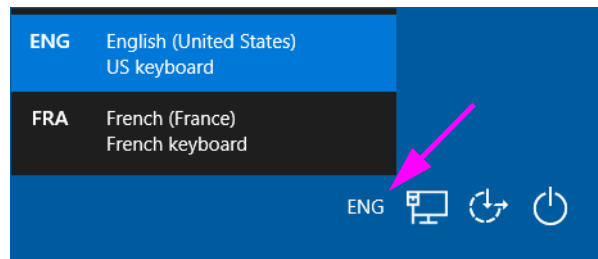 ENG English (United States)
US keyboard
FRA French (France)
French keyboard
ENG